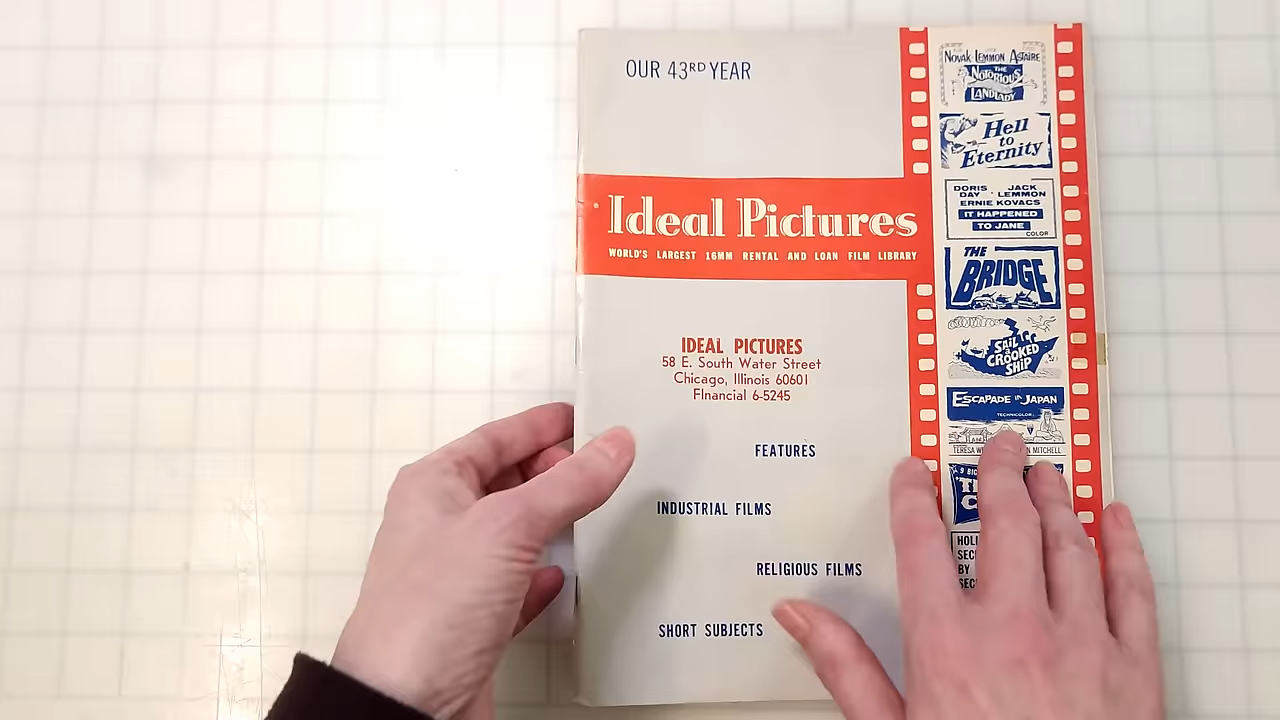 OUR 43RD YEAR
Ideal Pictures
WORLD'S LARGEST 16MM RENTAL AND LOAN FILM LIBRARY
IDEAL PICTURES
58 E. South Water Street
Chicago, Illinois 60601
FInancial 6-5245
FEATURES
INDUSTRIAL FILMS
RELIGIOUS FILMS
SHORT SUBJECTS
NOVAK LEMMON ASTAIRE
THE
NOTORIOUS
LANDLADY
Hell
to
Eternity
DORIS DAY • JACK LEMMON
ERNIE KOVACS
IT HAPPENED
TO JANE
COLOR
THE
BRIDGE
SAIL
A
CROOKED
SHIP
ESCAPADE IN JAPAN
TECHNICOLOR
TERESA MITCHELL
BY